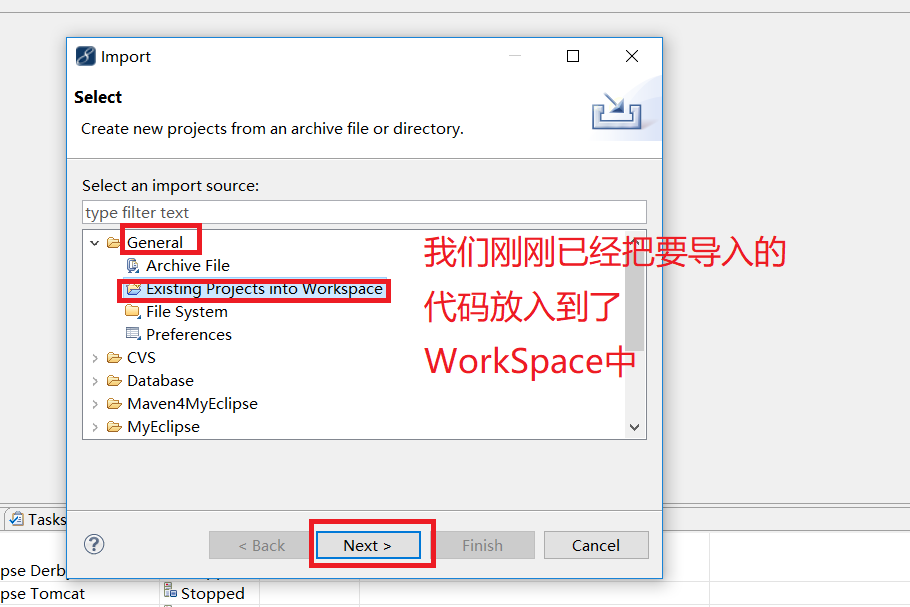 Import
Select
Create new projects from an archive file or directory.
Select an import source:
type filter text
General
Archive File
Existing Projects into Workspace
File System
Preferences
CVS
Database
Maven4MyEclipse
MyEclipse
我们刚刚已经把要导入的
代码放入到了
WorkSpace中
Tasks
?
< Back
Next >
Finish
Cancel
pse Derb
pse Tomcat
Stopped